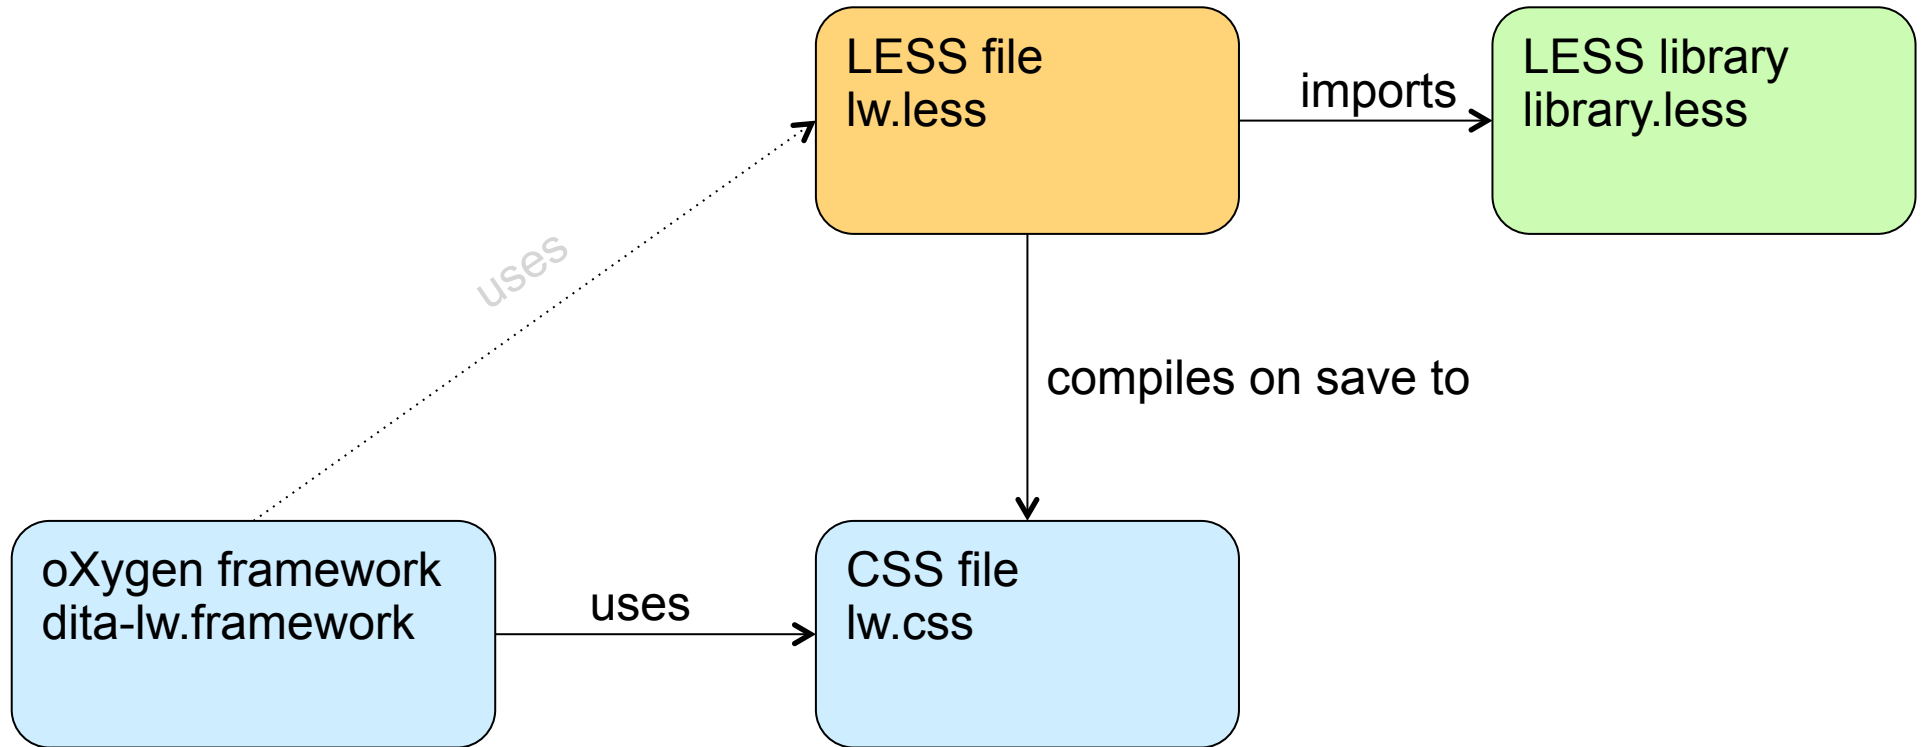 LESS file
lw.less
imports
LESS library
library.less
uses
compiles on save to
oXygen framework
dita-lw.framework
uses
CSS file
lw.css